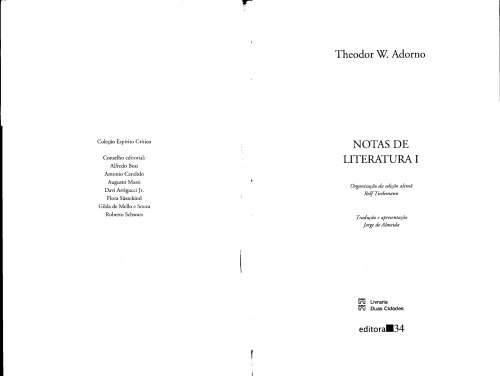 Coleção Espírito Crítico
Conselho editorial:
Alfredo Bosi
Antonio Candido
Augusto Massi
Davi Arrigucci Jr.
Flora Süssekind
Gilda de Mello e Souza
Roberto Schwarz
Theodor W. Adorno
NOTAS DE
LITERATURA I
Organização da edição alemã
Rolf Tiedemann
Tradução e apresentação
Jorge de Almeida
Livraria
Duas Cidades
editora 34